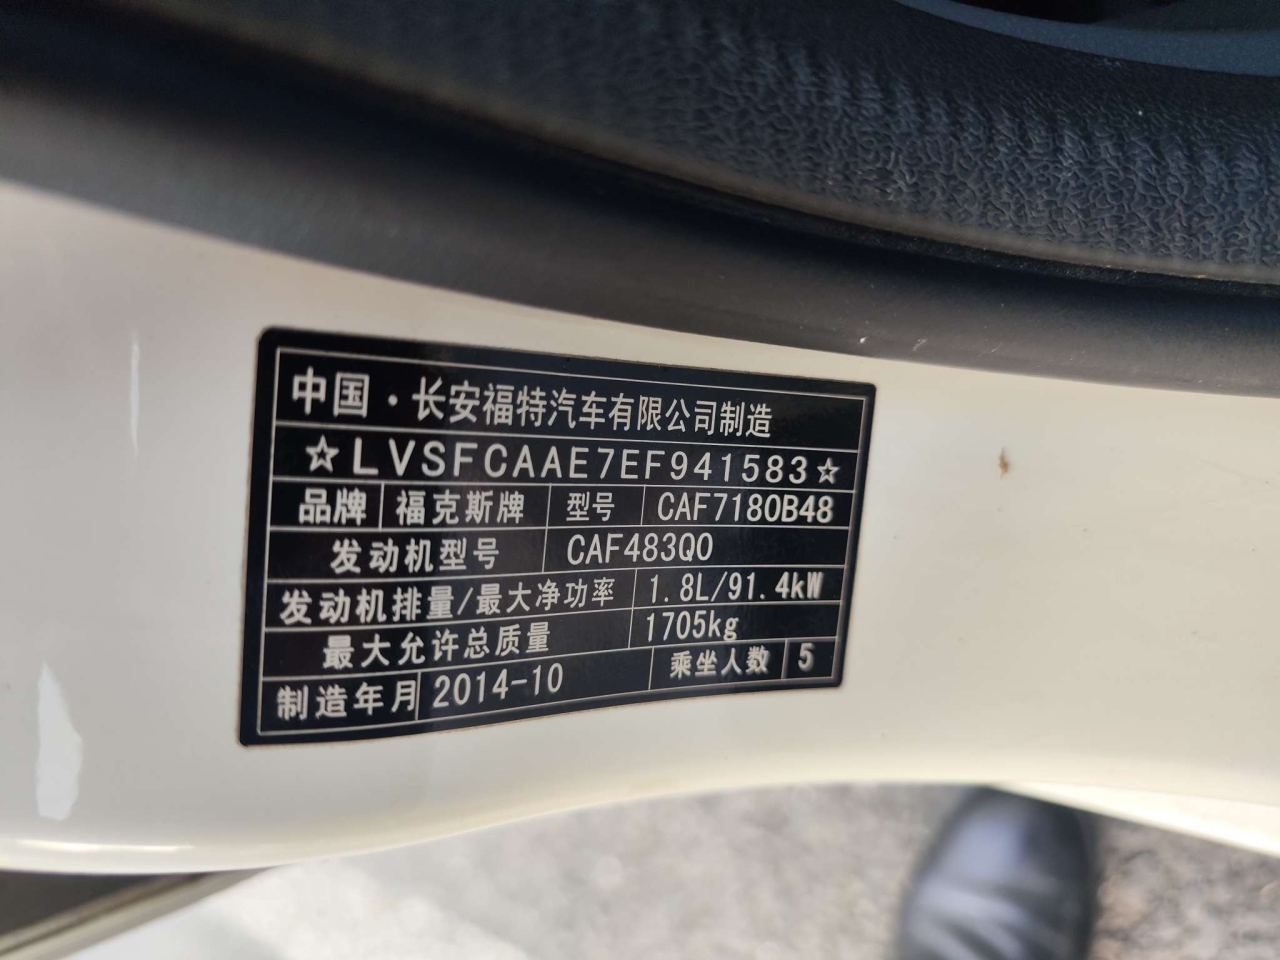 中国·长安福特汽车有限公司制造
☆LVSFCAAE7EF941583☆
品牌 福克斯牌 型号 CAF7180B48
发动机型号 CAF483Q0
发动机排量/最大净功率 1.8L/91.4kW
最大允许总质量 1705kg
制造年月 2014-10 乘坐人数 5